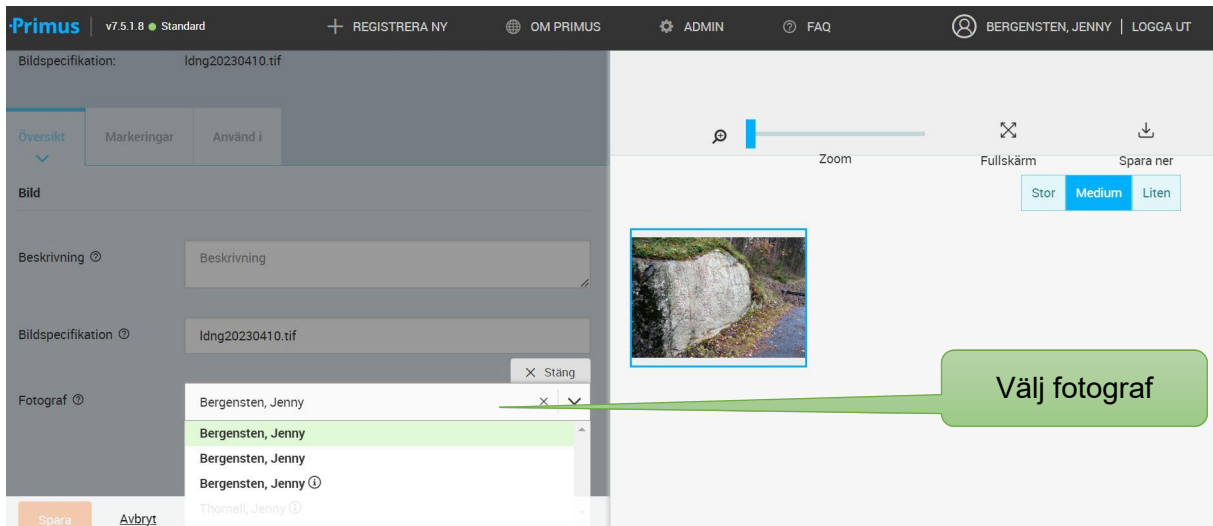 Primus v7.5.1.8 Standard REGISTRERA NY OM PRIMUS ADMIN FAQ BERGENSTEN, JENNY | LOGGA UT
Bildspecifikation: ldng20230410.tif
Översikt Markeringar Använd i
Zoom Fullskärm Spara ner
Bild
Stor Medium Liten
Beskrivning Beskrivning
Bildspecifikation ldng20230410.tif
Stäng
Fotograf Bergensten, Jenny
Välj fotograf
Bergensten, Jenny
Bergensten, Jenny
Bergensten, Jenny
Thornell, Jenny
Spara Avbryt